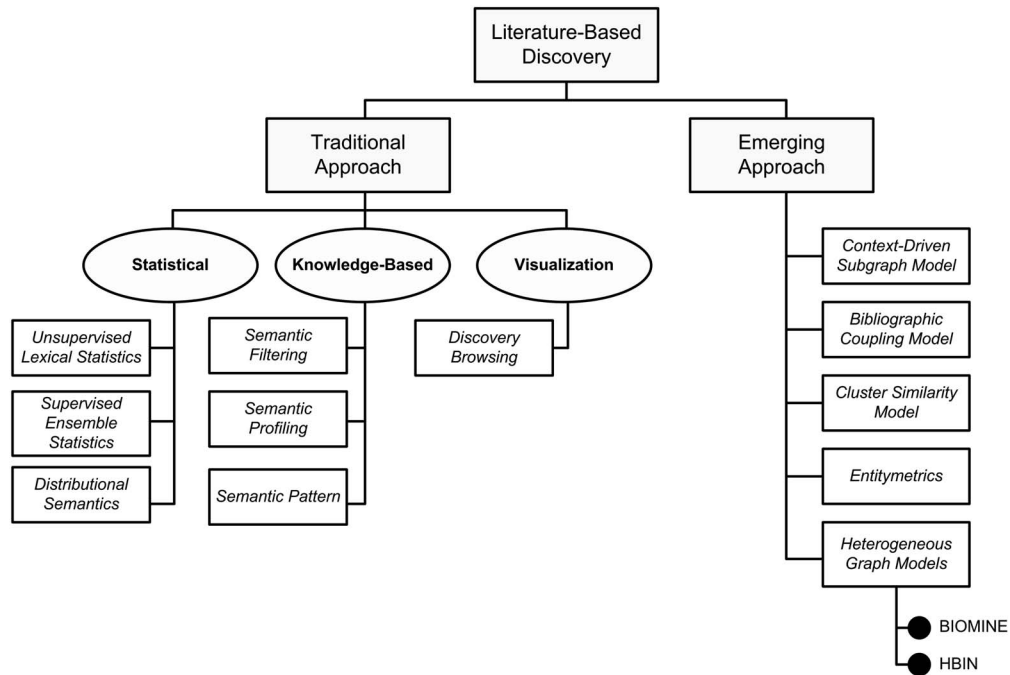 Literature-Based
Discovery
Traditional
Approach
Emerging
Approach
Statistical
Knowledge-Based
Visualization
Unsupervised
Lexical Statistics
Supervised
Ensemble
Statistics
Distributional
Semantics
Semantic
Filtering
Semantic
Profiling
Semantic Pattern
Discovery
Browsing
Context-Driven
Subgraph Model
Bibliographic
Coupling Model
Cluster Similarity
Model
Entitymetrics
Heterogeneous
Graph Models
BIOMINE
HBIN